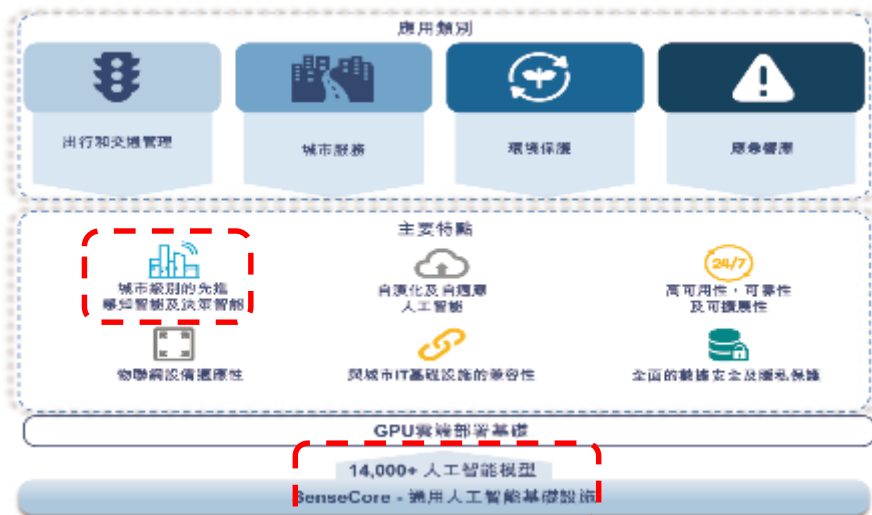 應用類別
出行和交通管理
城市服務
環境保護
應急響應
主要特點
城市級別的先進
感知智能及決策智能
自演化及自適應
人工智能
24/7
高可用性,可靠性
及可擴展性
物聯網設備適應性
與城市IT基礎設施的兼容性
全面的數據安全及隱私保護
GPU雲端部署基礎
14,000+ 人工智能模型
SenseCore - 通用人工智能基礎設施